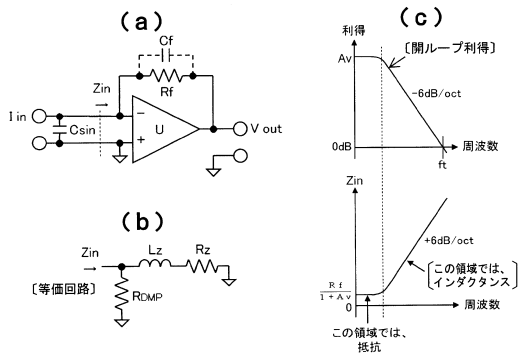 (a)
Cf
Rf
Zin
I in
Csin
−
+
U
V out
(b)
Zin
Lz
Rz
〔等価回路〕
RDMP
(c)
利得
Av
〔開ループ利得〕
-6dB/oct
0dB
周波数
ft
Zin
+6dB/oct
〔この領域では、
インダクタンス〕
Rf
1+Av
0
周波数
この領域では、
抵抗